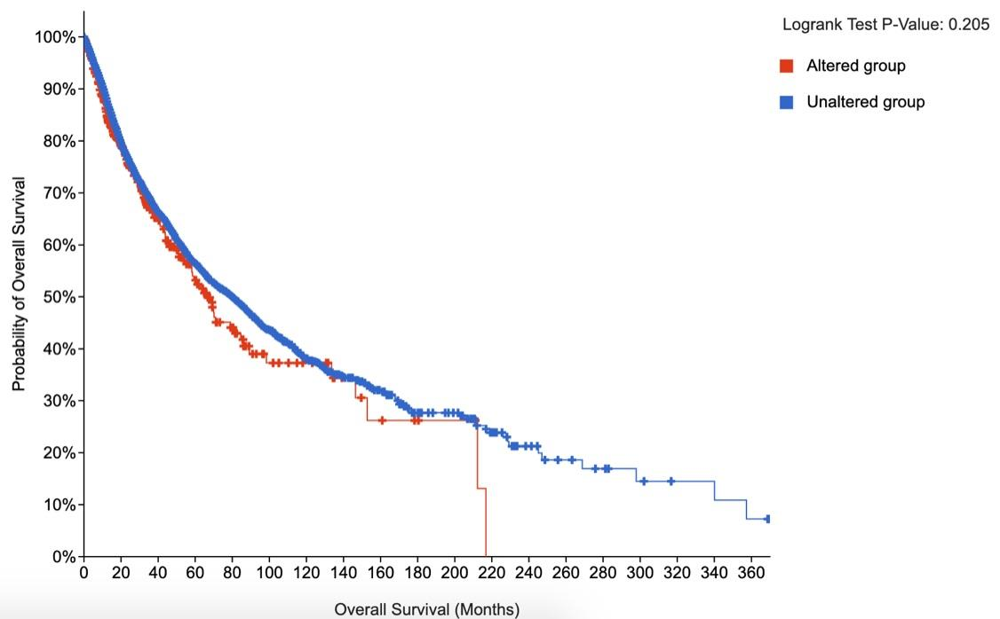 Logrank Test P-Value: 0.205
Altered group
Unaltered group
Probability of Overall Survival
100%
90%
80%
70%
60%
50%
40%
30%
20%
10%
0%
0 20 40 60 80 100 120 140 160 180 200 220 240 260 280 300 320 340 360
Overall Survival (Months)